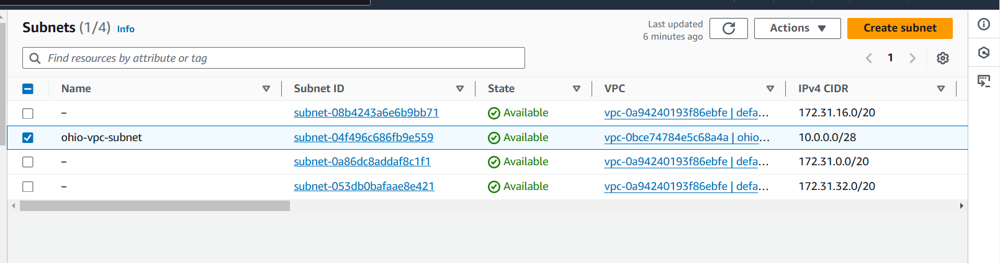 Subnets (1/4) Info
Last updated
6 minutes ago
Actions
Create subnet
Find resources by attribute or tag
1
Name Subnet ID State VPC IPv4 CIDR
– subnet-08b4243a6e6b9bb71 Available vpc-0a94240193f86ebfe | defa... 172.31.16.0/20
ohio-vpc-subnet subnet-04f496c686fb9e559 Available vpc-0bce74784e5c68a4a | ohio... 10.0.0.0/28
– subnet-0a86dc8addaf8c1f1 Available vpc-0a94240193f86ebfe | defa... 172.31.0.0/20
– subnet-053db0bafaae8e421 Available vpc-0a94240193f86ebfe | defa... 172.31.32.0/20